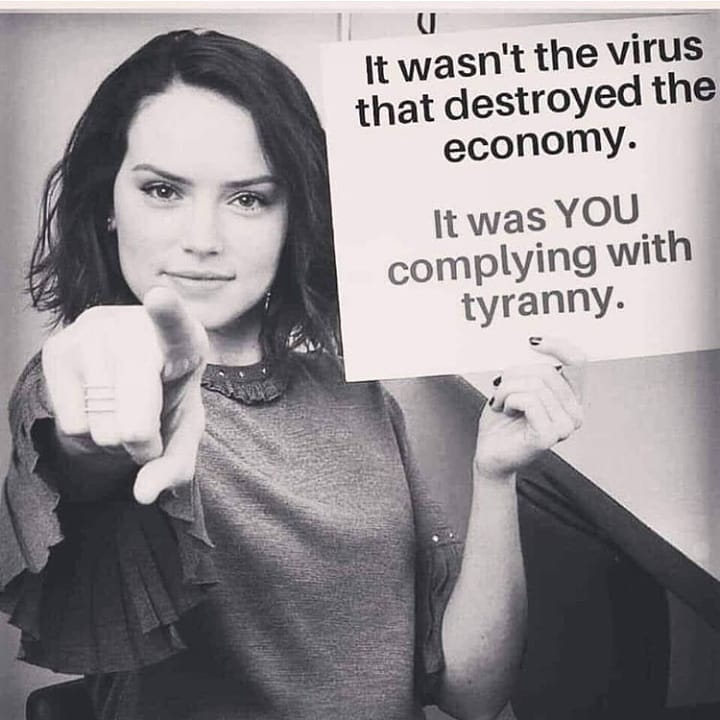 It wasn't the virus
that destroyed the
economy.
It was YOU
complying with
tyranny.